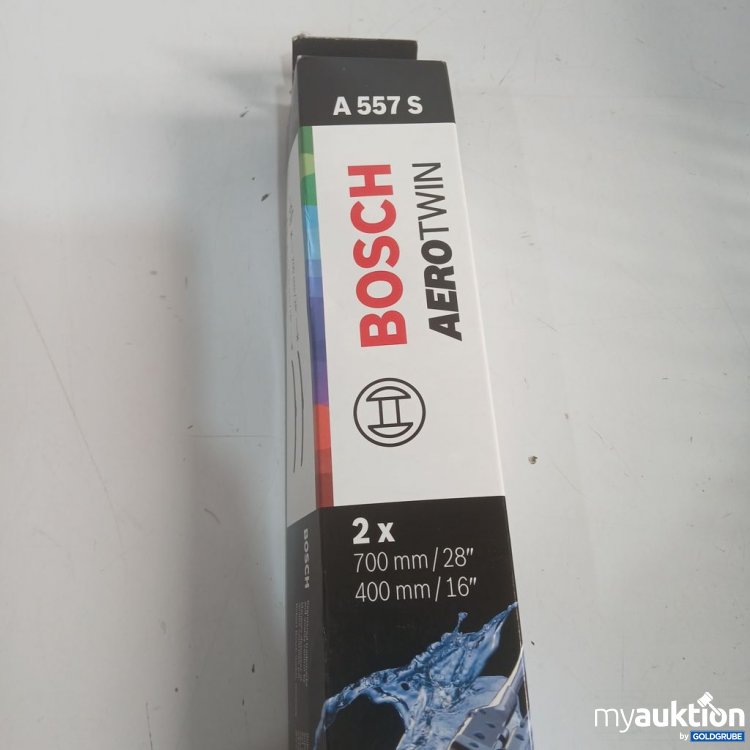 A 557 S
BOSCH
AEROTWIN
2 x
700 mm / 28"
400 mm / 16"
BOSCH
myauktion
by GOLDGRUBE